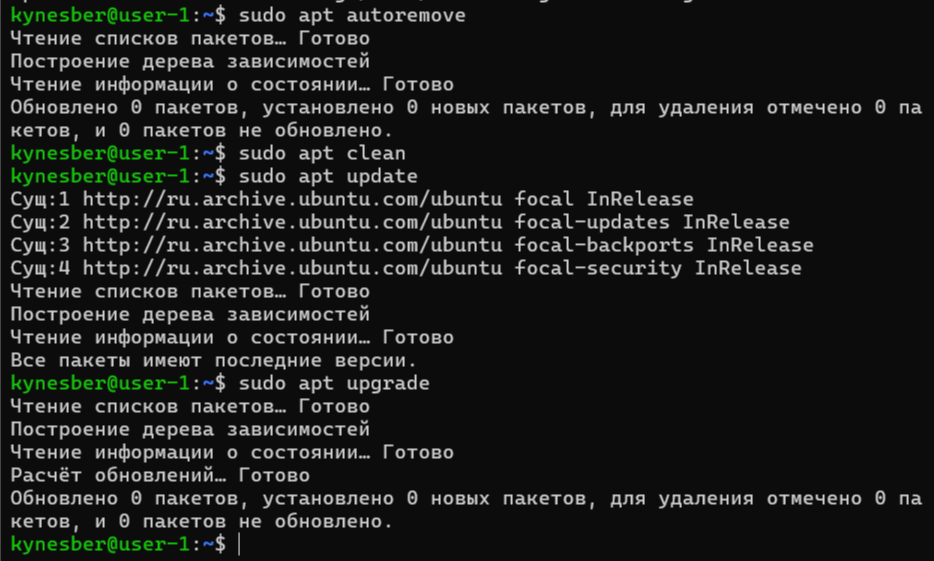 kynesber@user-1:~$ sudo apt autoremove
Чтение списков пакетов… Готово
Построение дерева зависимостей
Чтение информации о состоянии… Готово
Обновлено 0 пакетов, установлено 0 новых пакетов, для удаления отмечено 0 па
кетов, и 0 пакетов не обновлено.
kynesber@user-1:~$ sudo apt clean
kynesber@user-1:~$ sudo apt update
Сущ:1 http://ru.archive.ubuntu.com/ubuntu focal InRelease
Сущ:2 http://ru.archive.ubuntu.com/ubuntu focal-updates InRelease
Сущ:3 http://ru.archive.ubuntu.com/ubuntu focal-backports InRelease
Сущ:4 http://ru.archive.ubuntu.com/ubuntu focal-security InRelease
Чтение списков пакетов… Готово
Построение дерева зависимостей
Чтение информации о состоянии… Готово
Все пакеты имеют последние версии.
kynesber@user-1:~$ sudo apt upgrade
Чтение списков пакетов… Готово
Построение дерева зависимостей
Чтение информации о состоянии… Готово
Расчёт обновлений… Готово
Обновлено 0 пакетов, установлено 0 новых пакетов, для удаления отмечено 0 па
кетов, и 0 пакетов не обновлено.
kynesber@user-1:~$